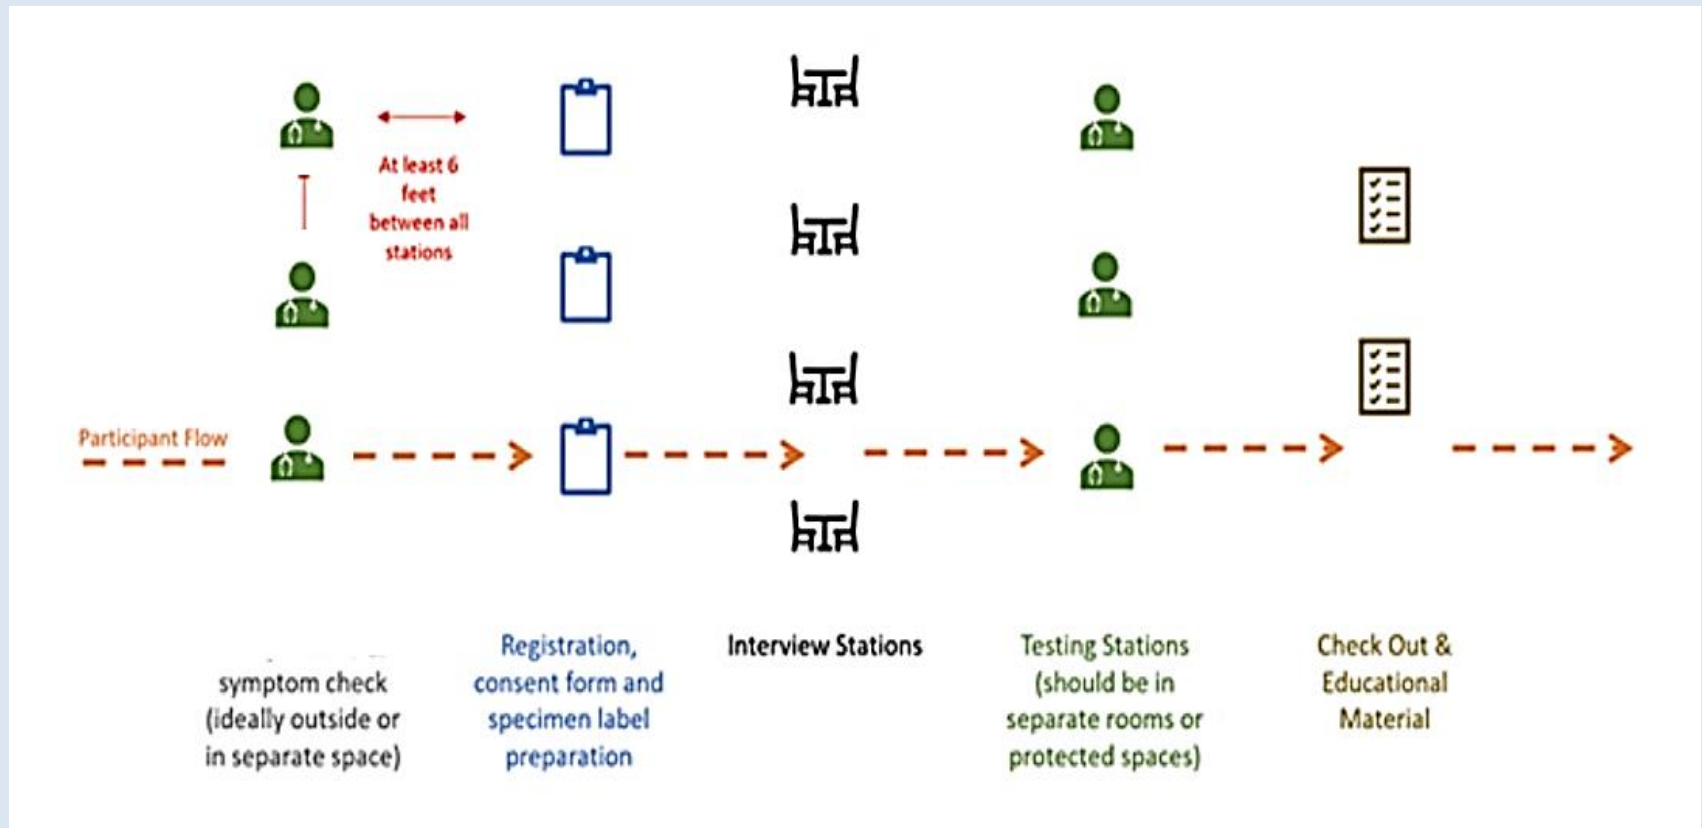 At least 6
feet
between all
stations
Participant Flow
symptom check
(ideally outside or
in separate space)
Registration,
consent form and
specimen label
preparation
Interview Stations
Testing Stations
(should be in
separate rooms or
protected spaces)
Check Out &
Educational
Material